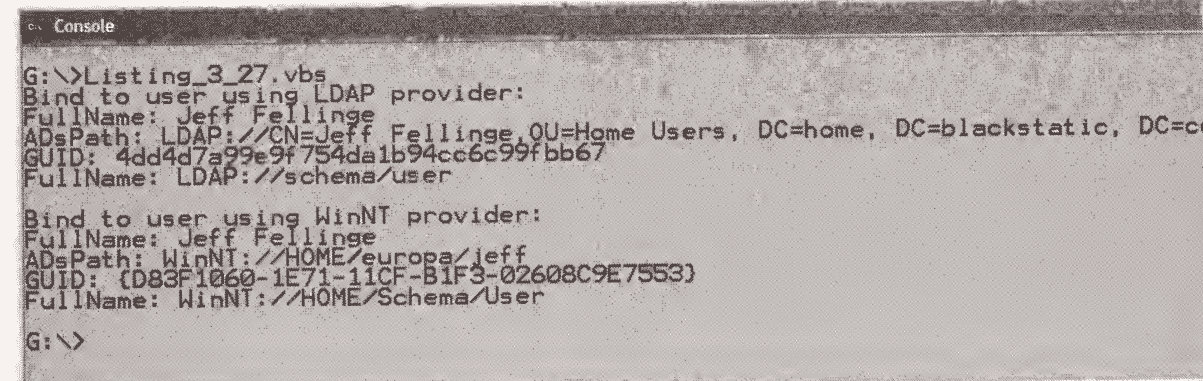 Console
G:\>Listing_3_27.vbs
Bind to user using LDAP provider:
FullName: Jeff Fellinge
ADsPath: LDAP://CN=Jeff Fellinge,OU=Home Users, DC=home, DC=blackstatic, DC=c
GUID: 4dd4d7a99e9f754da1b94cc6c99fbb67
FullName: LDAP://schema/user
Bind to user using WinNT provider:
FullName: Jeff Fellinge
ADsPath: WinNT://HOME/europa/jeff
GUID: {D83F1060-1E71-11CF-B1F3-02608C9E7553}
FullName: WinNT://HOME/Schema/User
G:\>